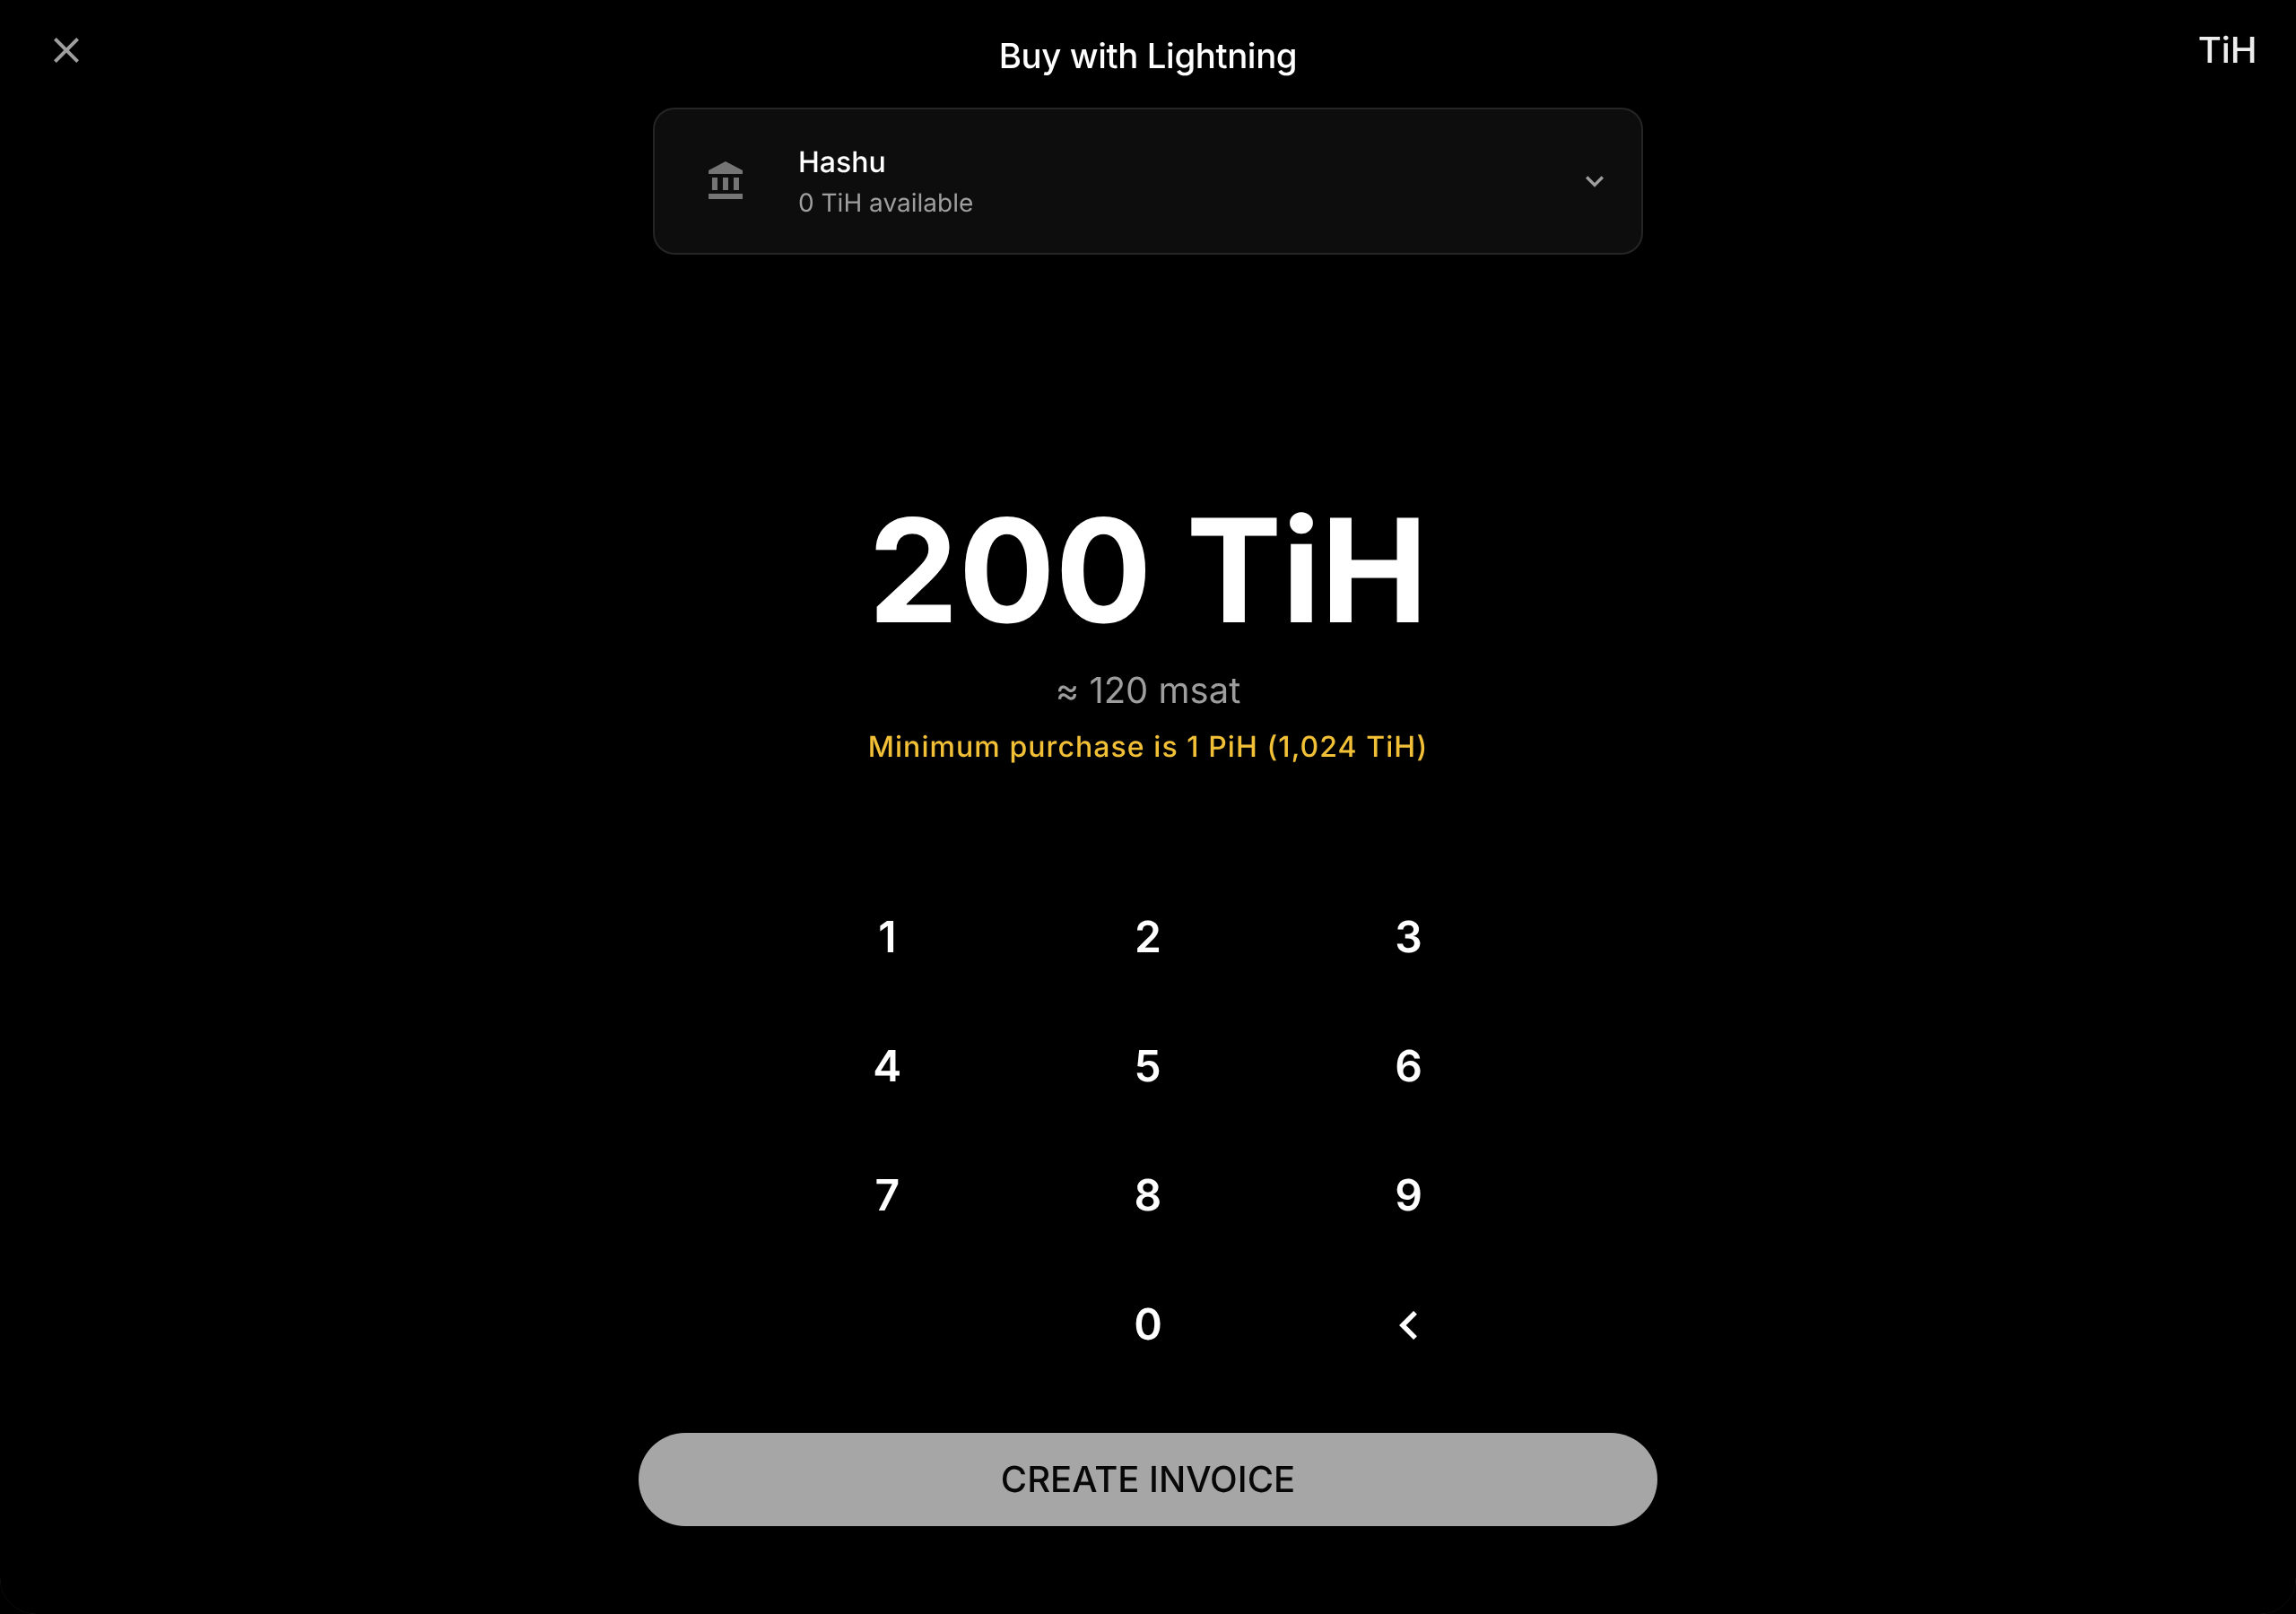 Buy with Lightning
TiH
Hashu
0 TiH available
200 TiH
≈ 120 msat
Minimum purchase is 1 PiH (1,024 TiH)
1 2 3
4 5 6
7 8 9
0
CREATE INVOICE